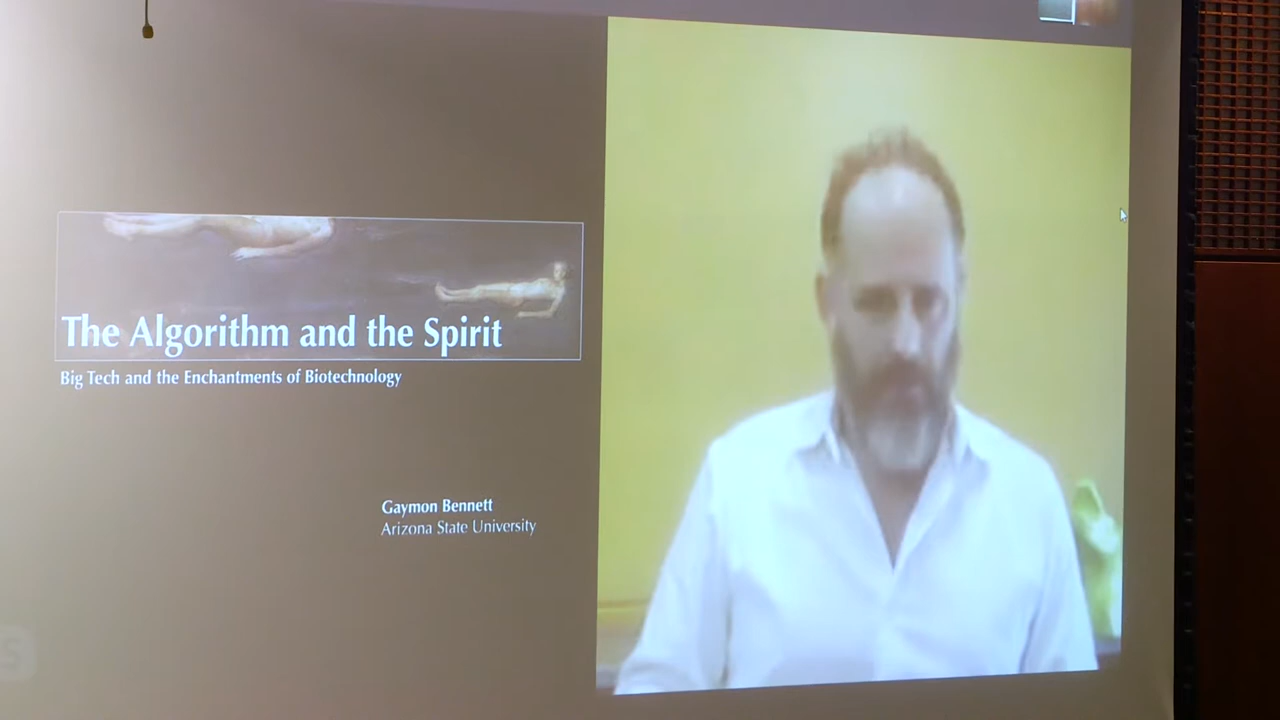 The Algorithm and the Spirit
Big Tech and the Enchantments of Biotechnology
Gaymon Bennett
Arizona State University